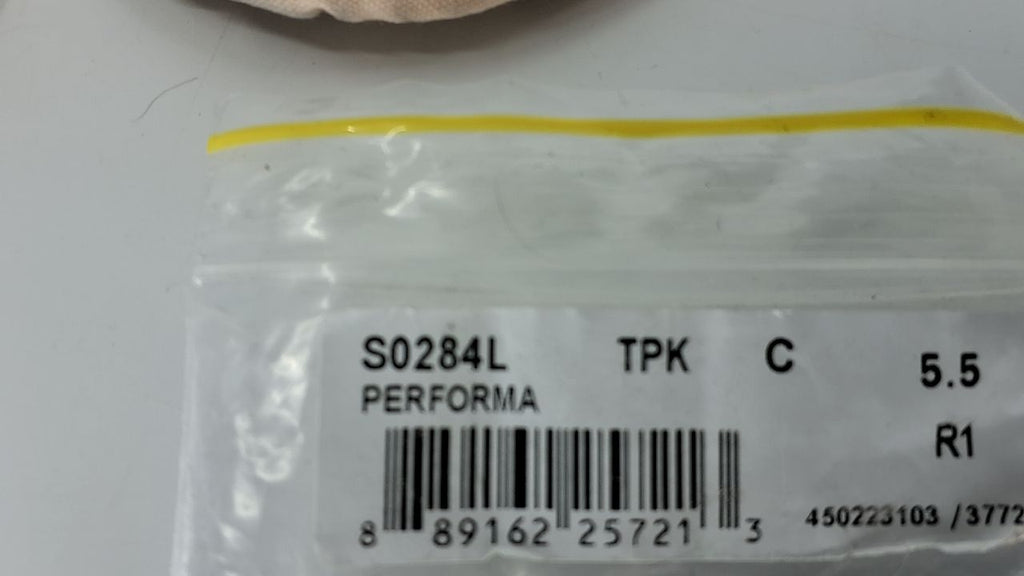 S0284L TPK C 5.5
PERFORMA
R1
8 89162 25721 3
450223103 /3772